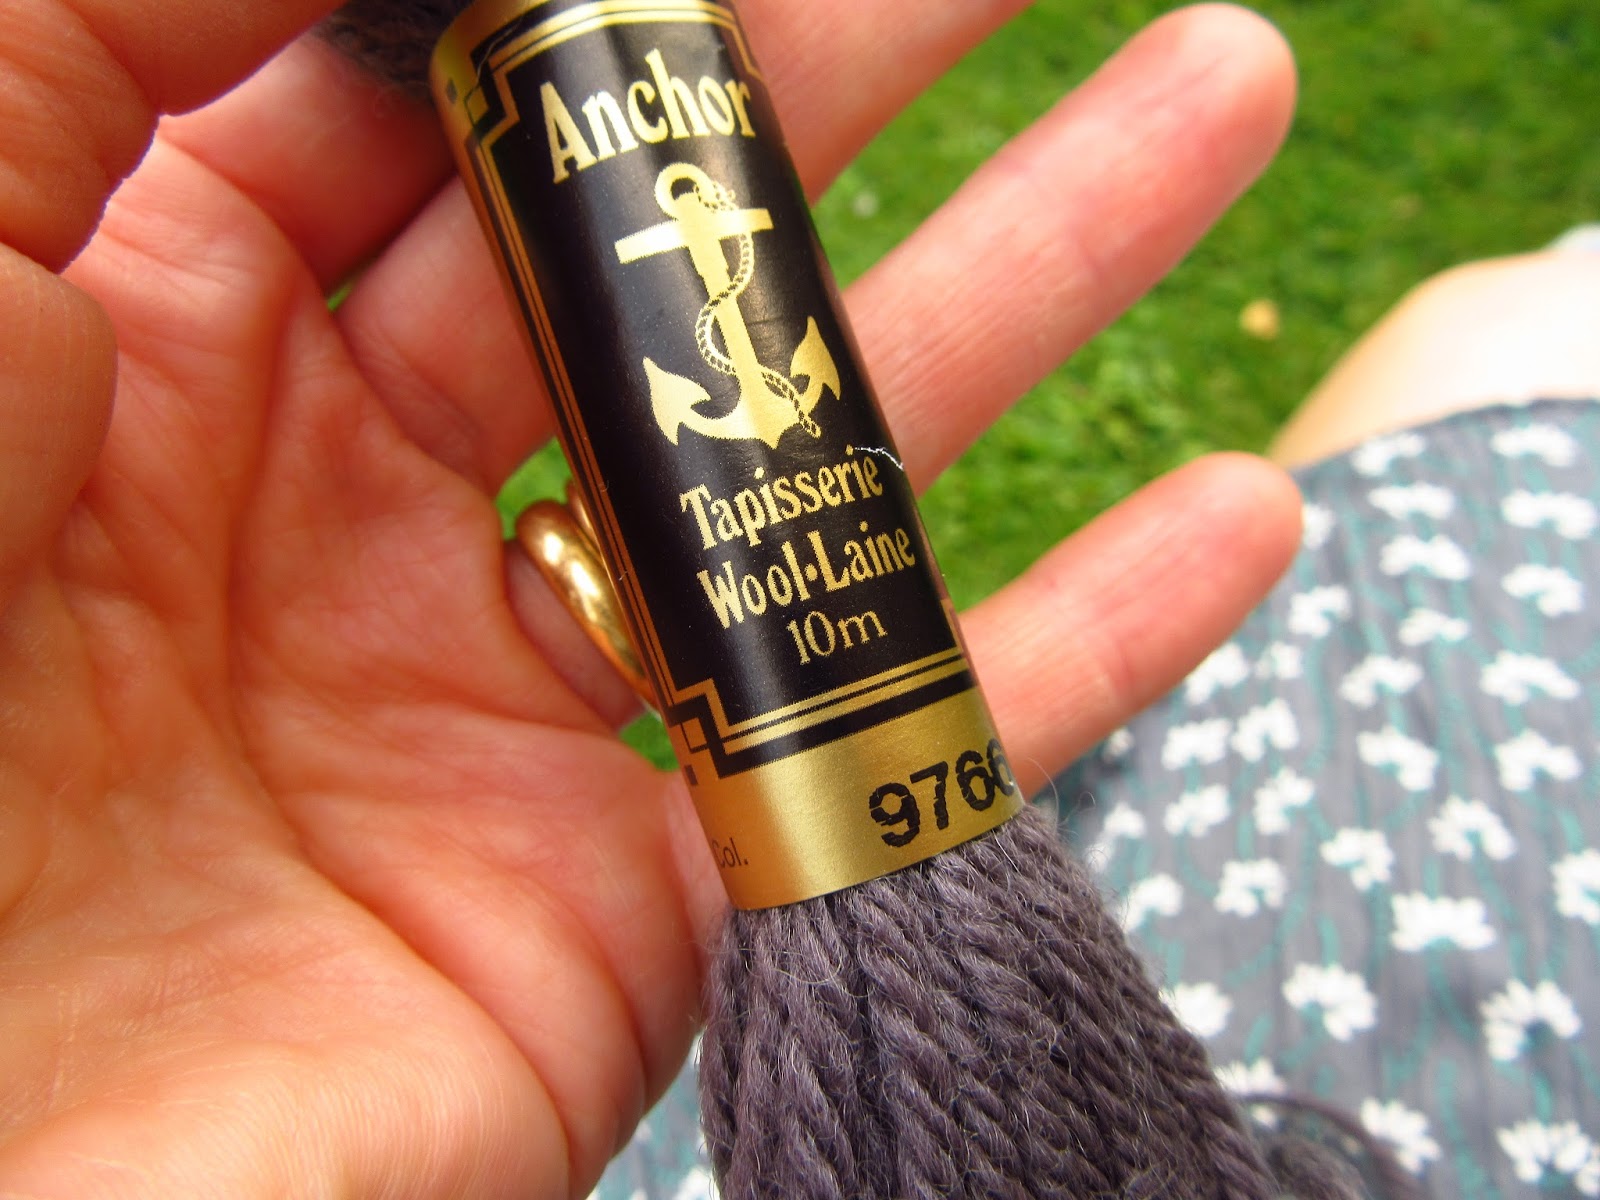 Anchor
Tapisserie
Wool•Laine
10m
Col. 9766